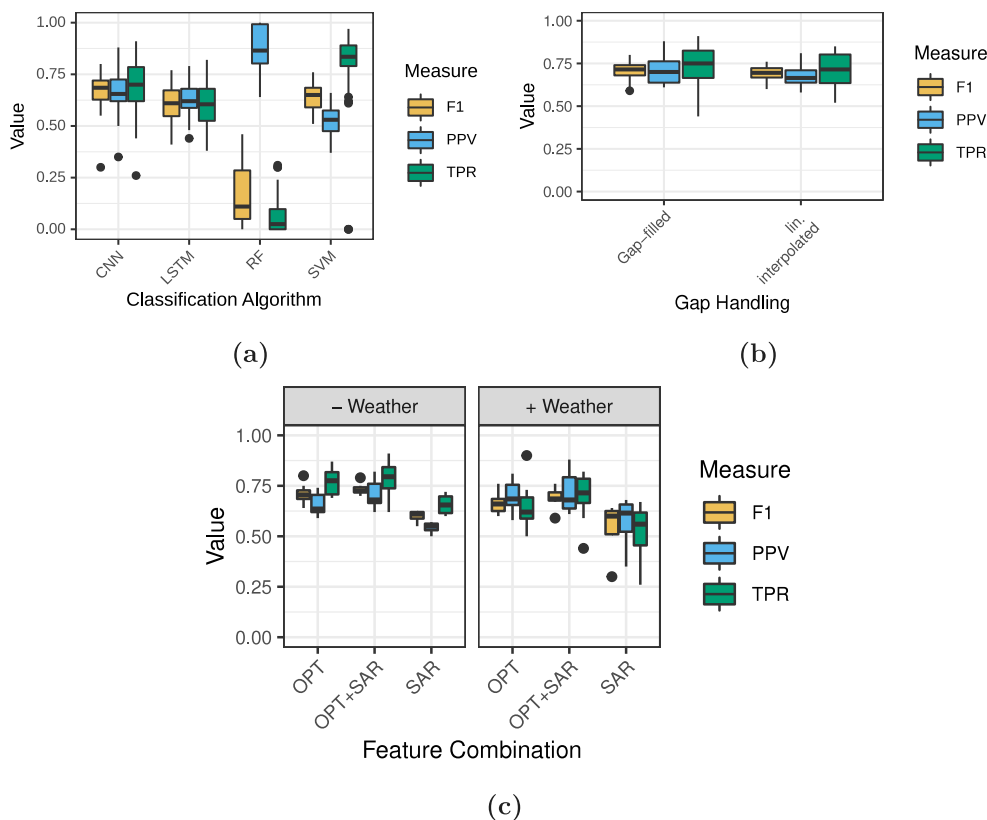 1.00
0.75
0.50
0.25
0.00
Value
CNN
LSTM
RF
SVM
Classification Algorithm
Measure
F1
PPV
TPR
(a)
1.00
0.75
0.50
0.25
0.00
Value
Gap-filled
lin.
interpolated
Gap Handling
Measure
F1
PPV
TPR
(b)
– Weather
+ Weather
1.00
0.75
0.50
0.25
0.00
Value
OPT
OPT+SAR
SAR
OPT
OPT+SAR
SAR
Feature Combination
Measure
F1
PPV
TPR
(c)